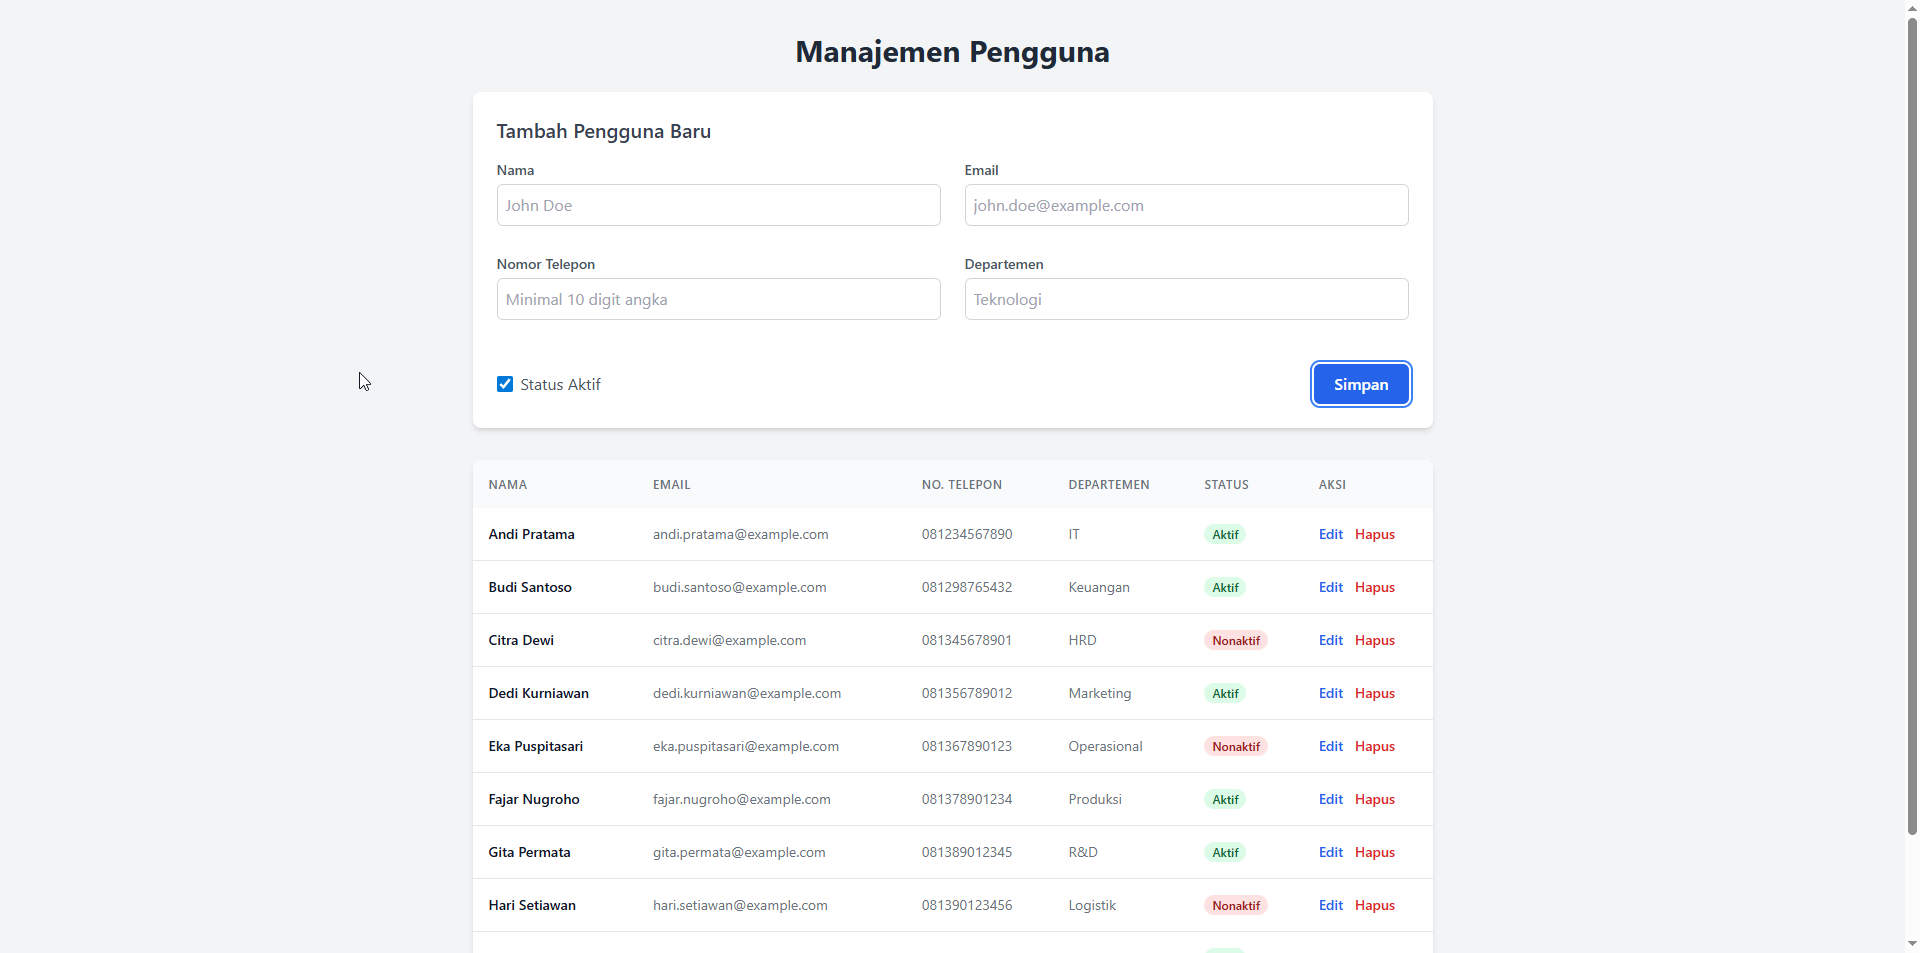 Manajemen Pengguna
Tambah Pengguna Baru
Nama Email
John Doe john.doe@example.com
Nomor Telepon Departemen
Minimal 10 digit angka Teknologi
Status Aktif Simpan
NAMA EMAIL NO. TELEPON DEPARTEMEN STATUS AKSI
Andi Pratama andi.pratama@example.com 081234567890 IT Aktif Edit Hapus
Budi Santoso budi.santoso@example.com 081298765432 Keuangan Aktif Edit Hapus
Citra Dewi citra.dewi@example.com 081345678901 HRD Nonaktif Edit Hapus
Dedi Kurniawan dedi.kurniawan@example.com 081356789012 Marketing Aktif Edit Hapus
Eka Puspitasari eka.puspitasari@example.com 081367890123 Operasional Nonaktif Edit Hapus
Fajar Nugroho fajar.nugroho@example.com 081378901234 Produksi Aktif Edit Hapus
Gita Permata gita.permata@example.com 081389012345 R&D Aktif Edit Hapus
Hari Setiawan hari.setiawan@example.com 081390123456 Logistik Nonaktif Edit Hapus